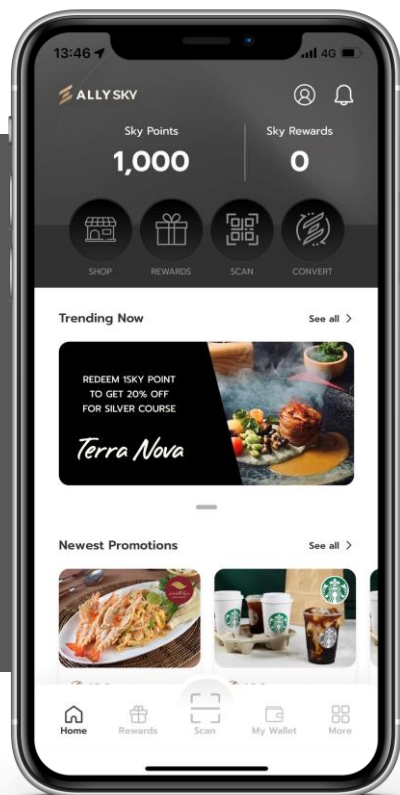 13:46
4G
ALLY SKY
Sky Points
Sky Rewards
1,000
0
SHOP
REWARDS
SCAN
CONVERT
Trending Now
See all >
REDEEM 1SKY POINT
TO GET 20% OFF
FOR SILVER COURSE
Terra Nova
Newest Promotions
See all >
Home
Rewards
Scan
My Wallet
More